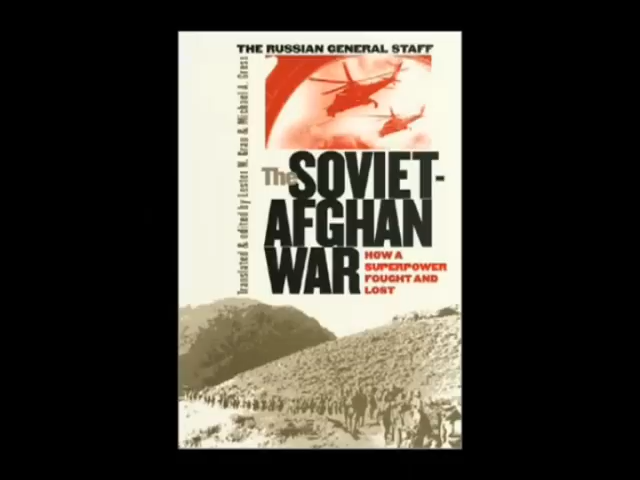 THE RUSSIAN GENERAL STAFF
Translated & edited by Lester W. Grau & Michael A. Gress
The SOVIET-
AFGHAN
WAR
HOW A
SUPERPOWER
FOUGHT AND
LOST